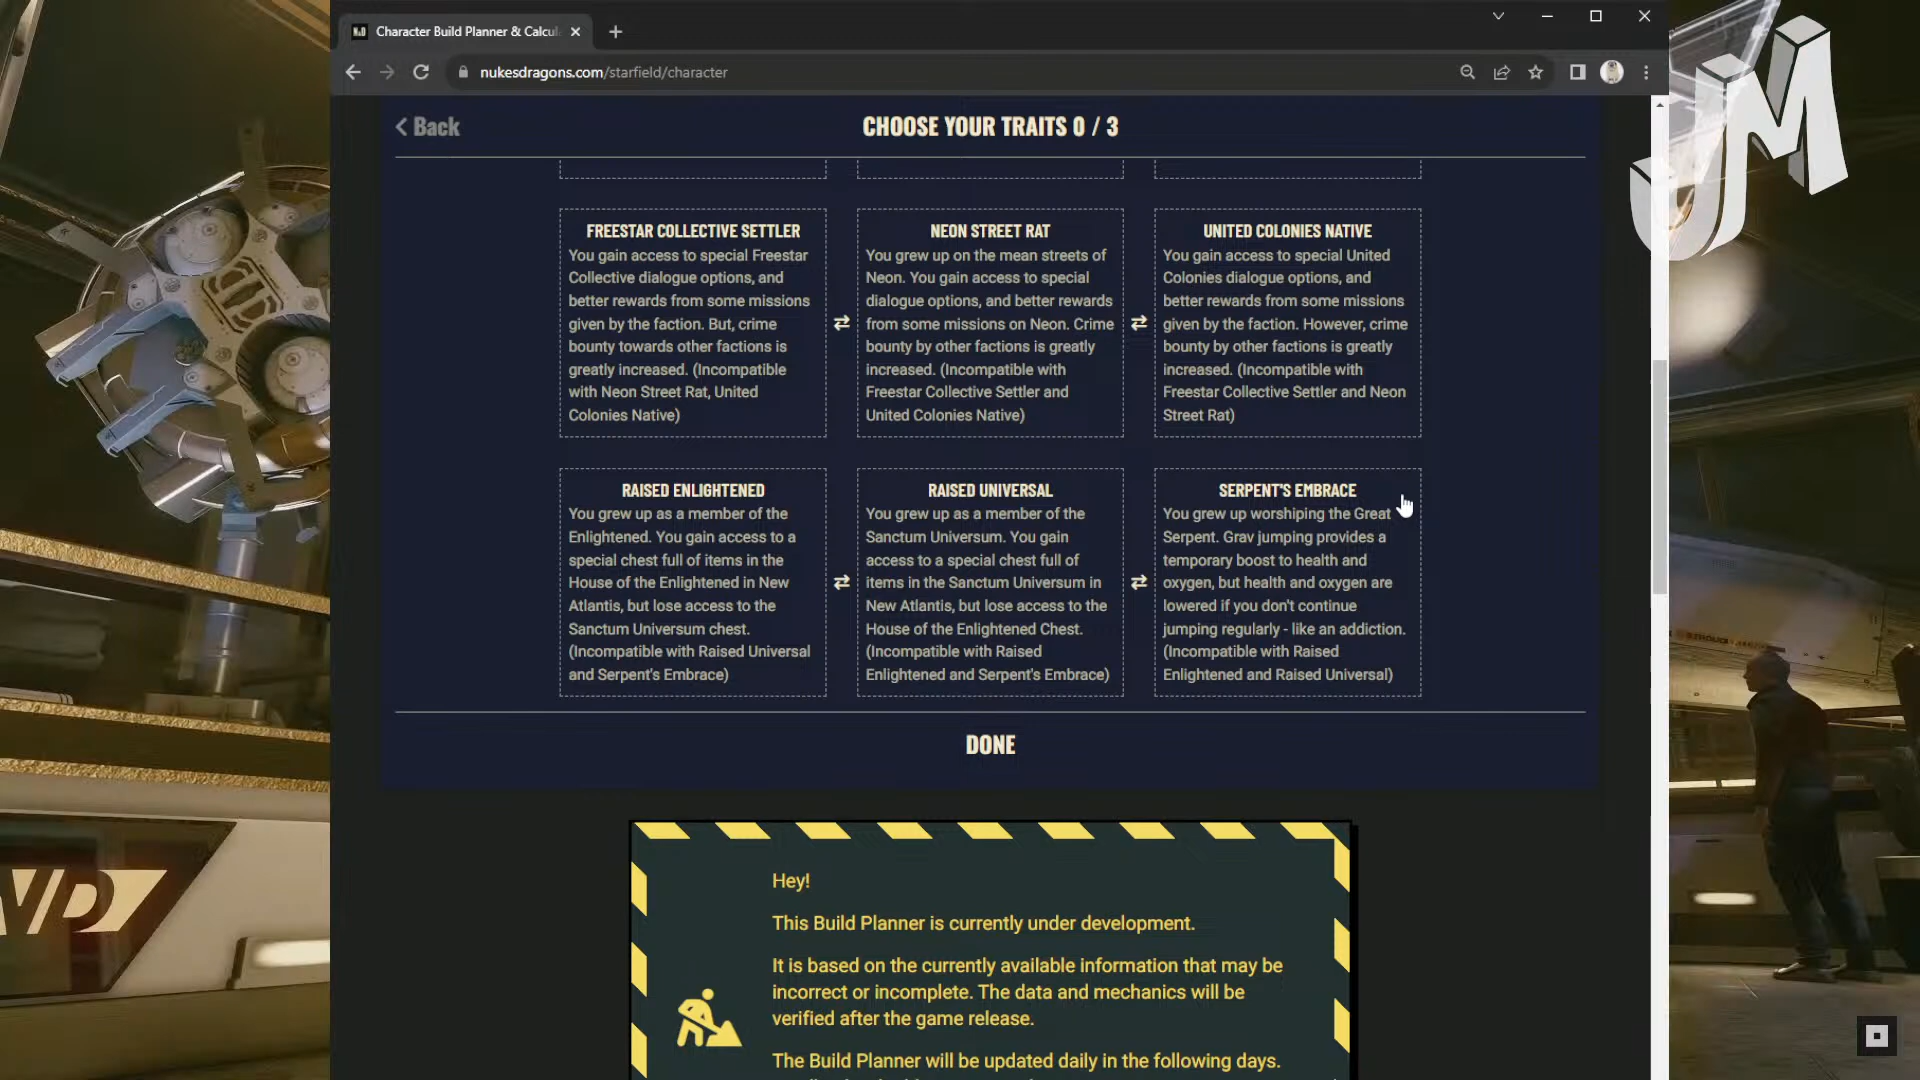 Character Build Planner & Calcul
nukesdragons.com/starfield/character
Back
CHOOSE YOUR TRAITS 0 / 3
FREESTAR COLLECTIVE SETTLER
You gain access to special Freestar
Collective dialogue options, and
better rewards from some missions
given by the faction. But, crime
bounty towards other factions is
greatly increased. (Incompatible
with Neon Street Rat, United
Colonies Native)
NEON STREET RAT
You grew up on the mean streets of
Neon. You gain access to special
dialogue options, and better rewards
from some missions on Neon. Crime
bounty by other factions is greatly
increased. (Incompatible with
Freestar Collective Settler and
United Colonies Native)
UNITED COLONIES NATIVE
You gain access to special United
Colonies dialogue options, and
better rewards from some missions
given by the faction. However, crime
bounty by other factions is greatly
increased. (Incompatible with
Freestar Collective Settler and Neon
Street Rat)
RAISED ENLIGHTENED
You grew up as a member of the
Enlightened. You gain access to a
special chest full of items in the
House of the Enlightened in New
Atlantis, but lose access to the
Sanctum Universum chest.
(Incompatible with Raised Universal
and Serpent's Embrace)
RAISED UNIVERSAL
You grew up as a member of the
Sanctum Universum. You gain
access to a special chest full of
items in the Sanctum Universum in
New Atlantis, but lose access to the
House of the Enlightened Chest.
(Incompatible with Raised
Enlightened and Serpent's Embrace)
SERPENT'S EMBRACE
You grew up worshiping the Great
Serpent. Grav jumping provides a
temporary boost to health and
oxygen, but health and oxygen are
lowered if you don't continue
jumping regularly - like an addiction.
(Incompatible with Raised
Enlightened and Raised Universal)
DONE
Hey!
This Build Planner is currently under development.
It is based on the currently available information that may be
incorrect or incomplete. The data and mechanics will be
verified after the game release.
The Build Planner will be updated daily in the following days.
JM